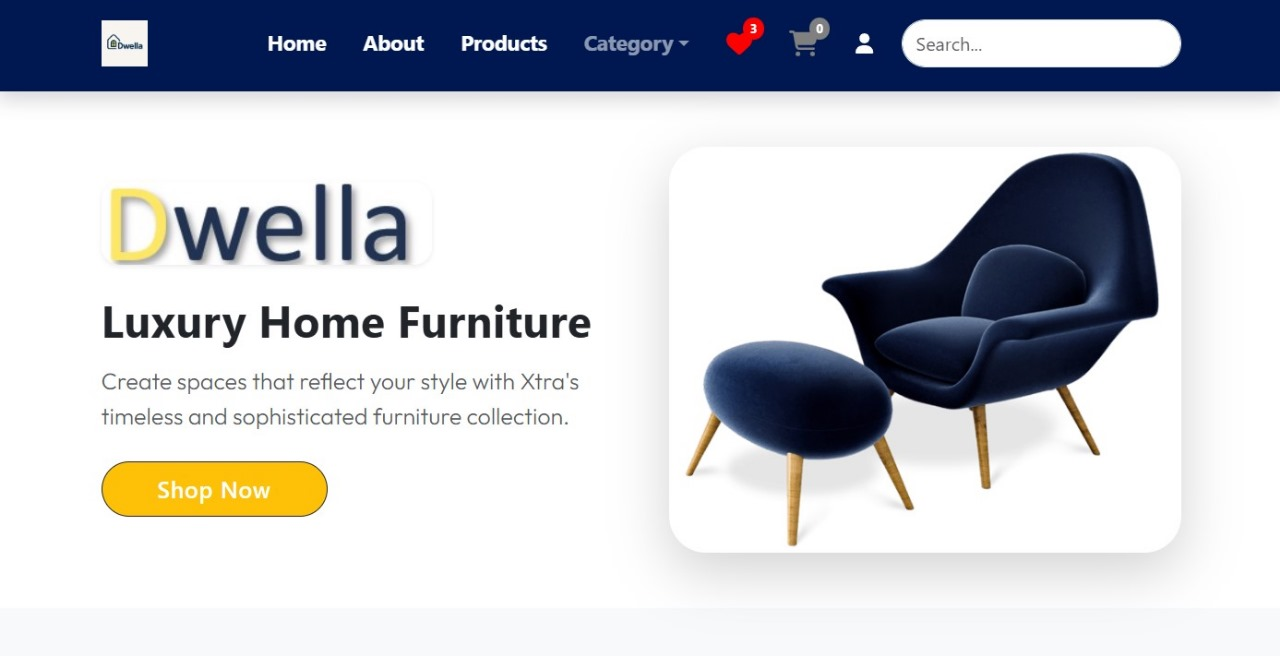 Dwella
Home
About
Products
Category
3
0
Search...
Dwella
Luxury Home Furniture
Create spaces that reflect your style with Xtra's
timeless and sophisticated furniture collection.
Shop Now